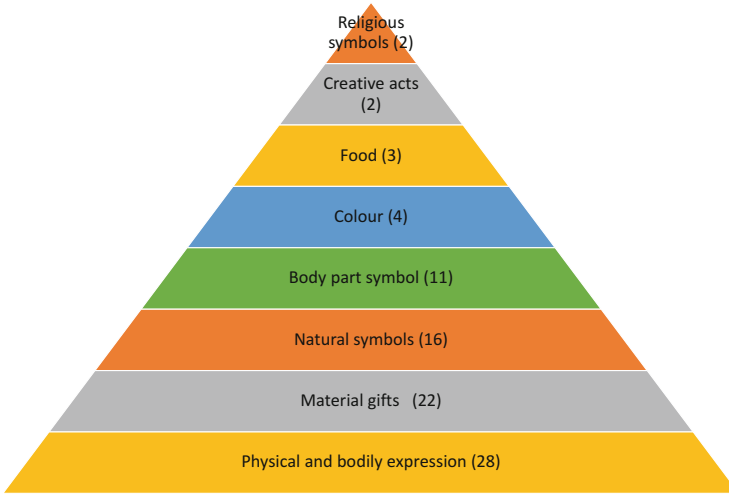 Religious
symbols (2)
Creative acts
(2)
Food (3)
Colour (4)
Body part symbol (11)
Natural symbols (16)
Material gifts (22)
Physical and bodily expression (28)